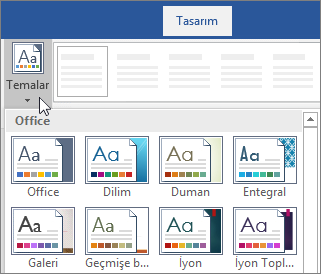 Tasarım
Aa
Temalar
Office
Aa Aa Aa Aa
Office Dilim Duman Entegral
Aa Aa Aa Aa
Galeri Geçmişe b... İyon İyon Topl...